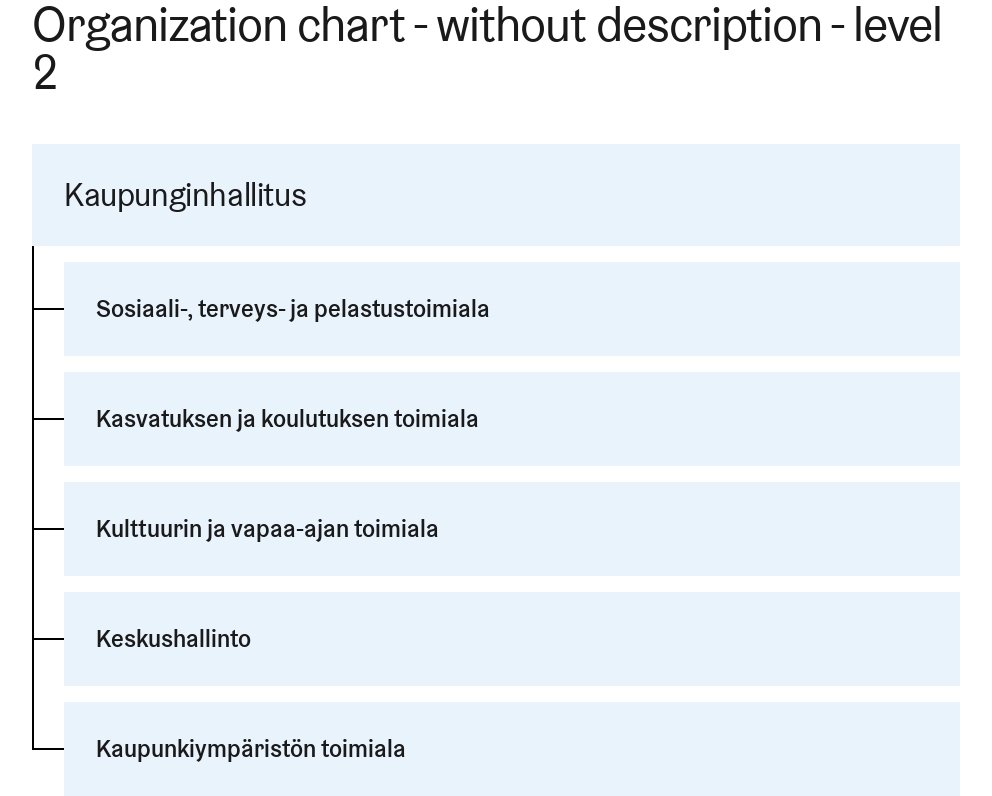 Organization chart - without description - level
2
Kaupunginhallitus
Sosiaali-, terveys- ja pelastustoimiala
Kasvatuksen ja koulutuksen toimiala
Kulttuurin ja vapaa-ajan toimiala
Keskushallinto
Kaupunkiympäristön toimiala